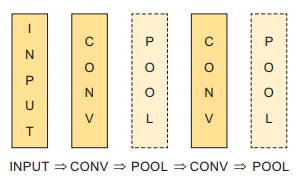 INPUT
CONV
POOL
CONV
POOL
INPUT ⇒ CONV ⇒ POOL ⇒ CONV ⇒ POOL